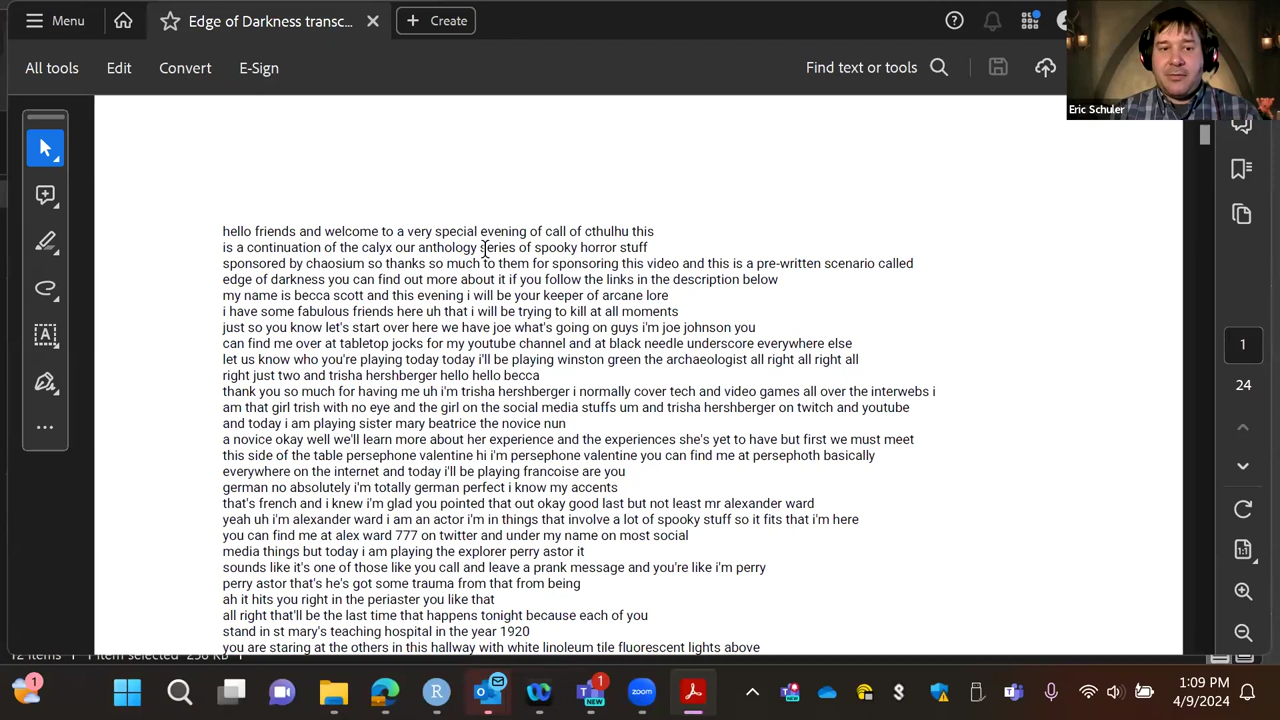 Menu
Edge of Darkness transc...
Create
All tools
Edit
Convert
E-Sign
Find text or tools
Eric Schuler
hello friends and welcome to a very special evening of call of cthulhu this
is a continuation of the calyx our anthology series of spooky horror stuff
sponsored by chaosium so thanks so much to them for sponsoring this video and this is a pre-written scenario called
edge of darkness you can find out more about it if you follow the links in the description below
my name is becca scott and this evening i will be your keeper of arcane lore
i have some fabulous friends here uh that i will be trying to kill at all moments
just so you know let's start over here we have joe what's going on guys i'm joe johnson you
can find me over at tabletop jocks for my youtube channel and at black needle underscore everywhere else
let us know who you're playing today today i'll be playing winston green the archaeologist all right all right all
right just two and trisha hershberger hello hello becca
thank you so much for having me uh i'm trisha hershberger i normally cover tech and video games all over the interwebs i
am that girl trish with no eye and the girl on the social media stuffs um and trisha hershberger on twitch and youtube
and today i am playing sister mary beatrice the novice nun
a novice okay well we'll learn more about her experience and the experiences she's yet to have but first we must meet
this side of the table persephone valentine hi i'm persephone valentine you can find me at persephoth basically
everywhere on the internet and today i'll be playing francoise are you
german no absolutely i'm totally german perfect i know my accents
that's french and i knew i'm glad you pointed that out okay good last but not least mr alexander ward
yeah uh i'm alexander ward i am an actor i'm in things that involve a lot of spooky stuff so it fits that i'm here
you can find me at alex ward 777 on twitter and under my name on most social
media things but today i am playing the explorer perry astor it
sounds like it's one of those like you call and leave a prank message and you're like i'm perry
perry astor that's he's got some trauma from that from being
ah it hits you right in the periaster you like that
all right that'll be the last time that happens tonight because each of you
stand in st mary's teaching hospital in the year 1920
you are staring at the others in this hallway with white linoleum tile fluorescent lights above
1
24
1:1
1
zoom
1
NEW
NEW
1:09 PM
4/9/2024